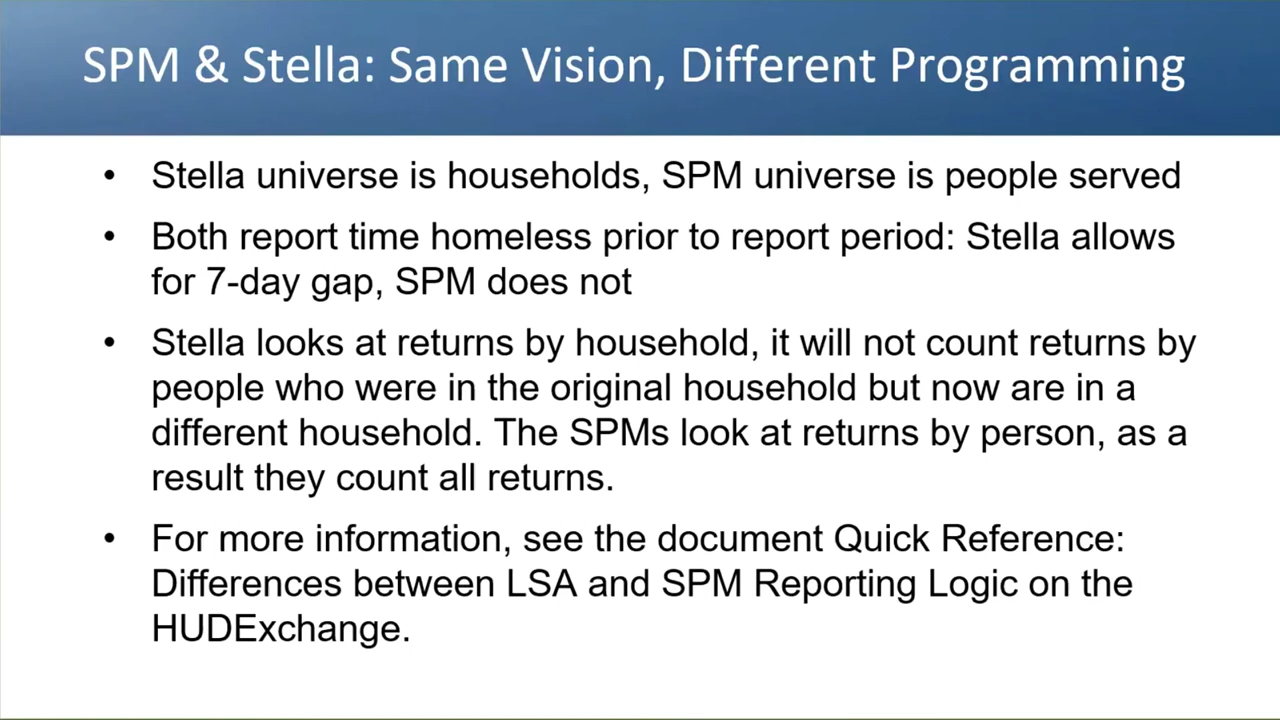 SPM & Stella: Same Vision, Different Programming
• Stella universe is households, SPM universe is people served
• Both report time homeless prior to report period: Stella allows
for 7-day gap, SPM does not
• Stella looks at returns by household, it will not count returns by
people who were in the original household but now are in a
different household. The SPMs look at returns by person, as a
result they count all returns.
• For more information, see the document Quick Reference:
Differences between LSA and SPM Reporting Logic on the
HUDExchange.